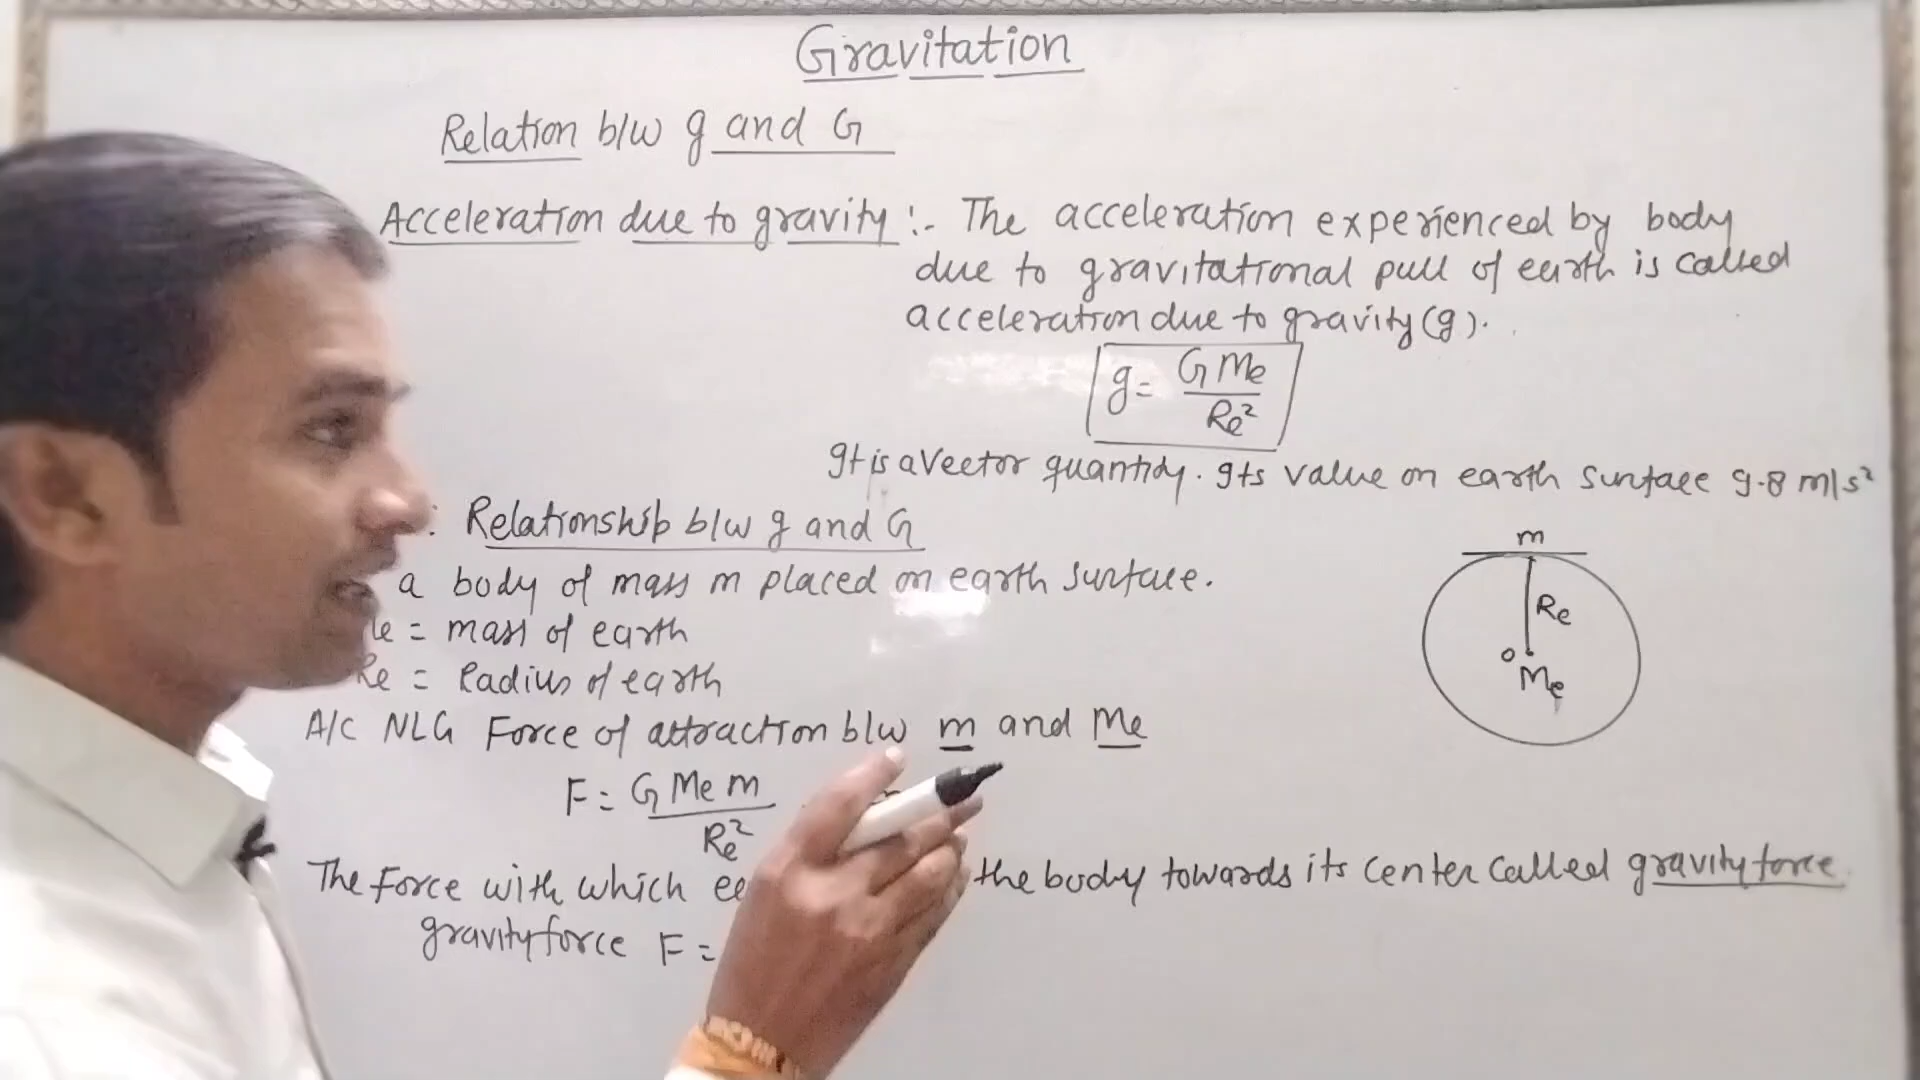 Gravitation
Relation b/w g and G
Acceleration due to gravity :- The acceleration experienced by body
due to gravitational pull of earth is called
acceleration due to gravity (g).
g = G Me
Re²
It is a Vector quantity. Its value on earth surface 9.8 m/s²
: Relationship b/w g and G
a body of mass m placed on earth surface.
= mass of earth
Re = Radius of earth
m
Re
o
Me
A/C NLG Force of attraction b/w m and Me
F = G Me m
Re²
The Force with which the body towards its center called gravity force.
gravity force F =